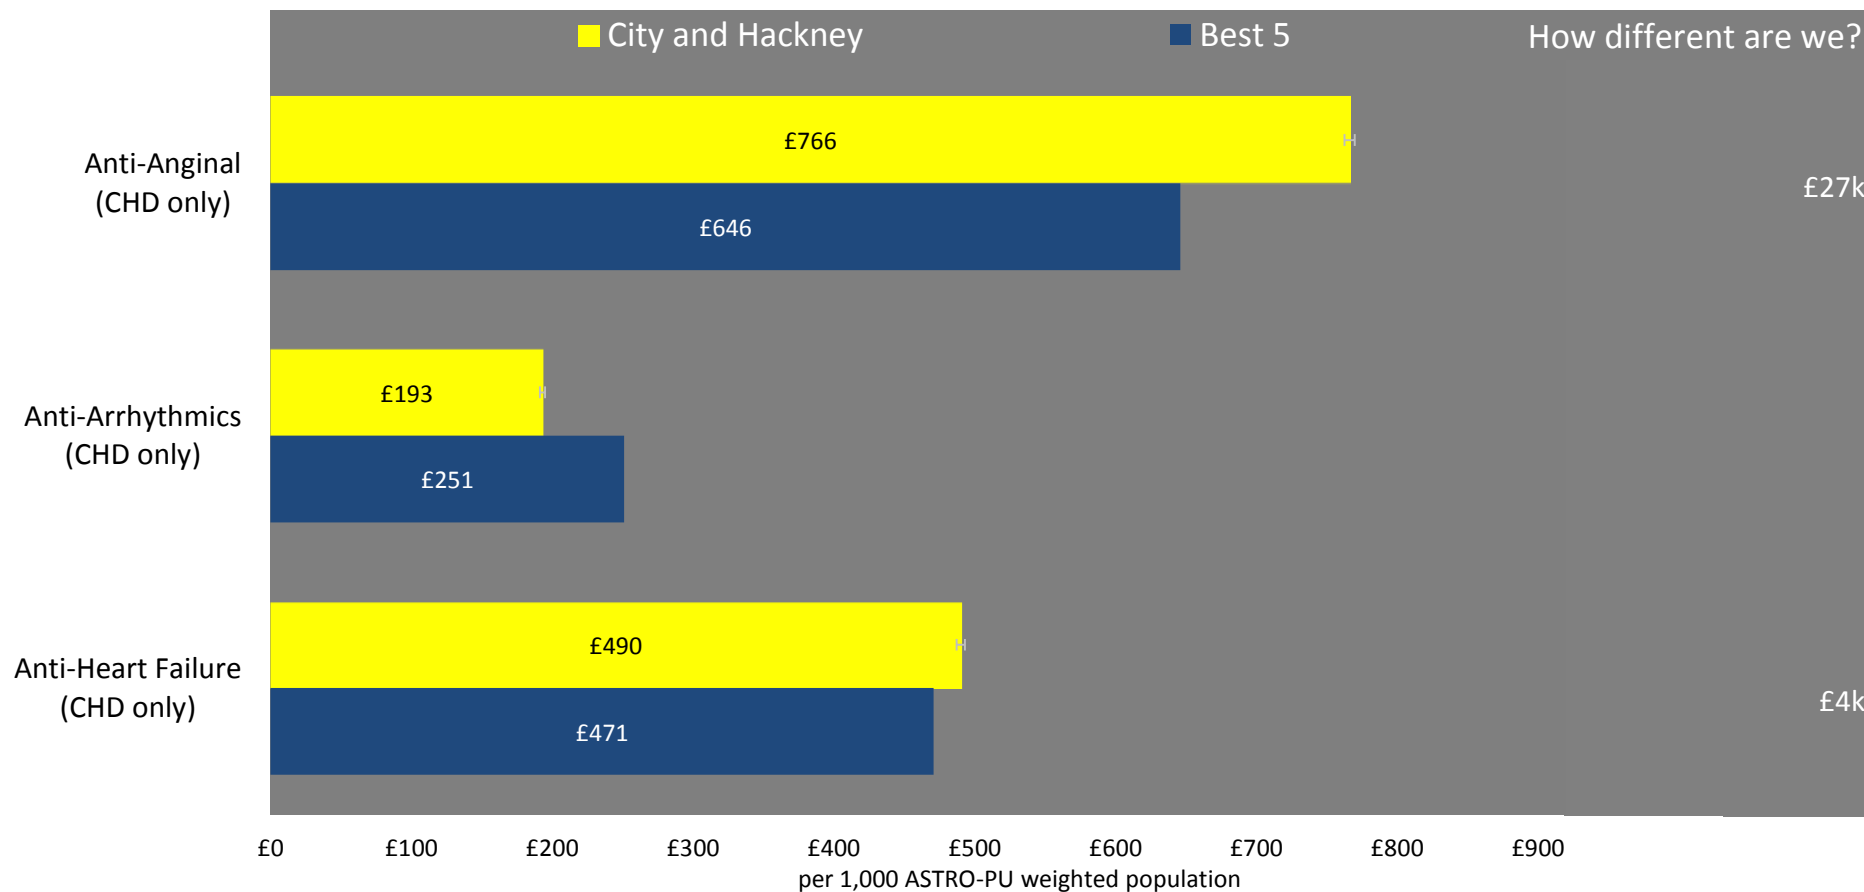 City and Hackney
Best 5
How different are we?
Anti-Anginal
(CHD only)
£766
£646
£27k
Anti-Arrhythmics
(CHD only)
£193
£251
Anti-Heart Failure
(CHD only)
£490
£471
£4k
£0 £100 £200 £300 £400 £500 £600 £700 £800 £900
per 1,000 ASTRO-PU weighted population